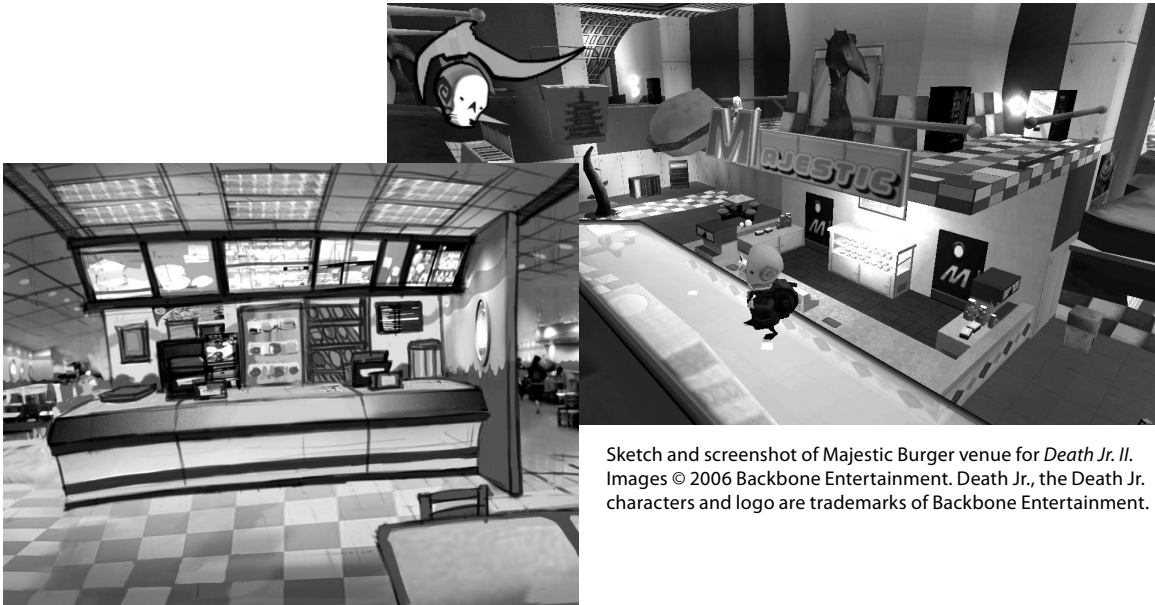 MAJESTIC
M
M
Sketch and screenshot of Majestic Burger venue for Death Jr. II.
Images © 2006 Backbone Entertainment. Death Jr., the Death Jr.
characters and logo are trademarks of Backbone Entertainment.